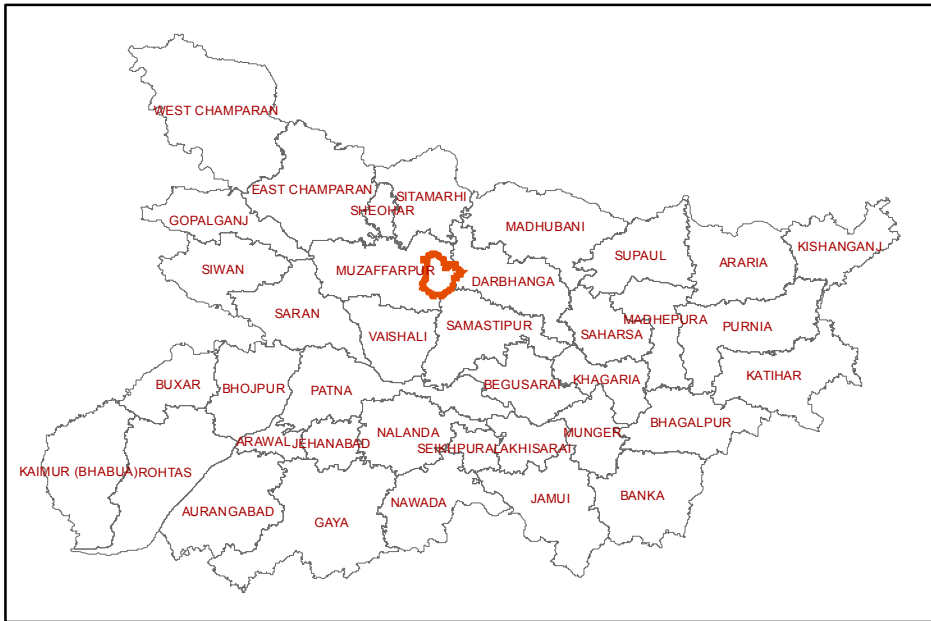 WEST CHAMPARAN
EAST CHAMPARAN
SITAMARHI
SHEOHAR
GOPALGANJ
MADHUBANI
KISHANGANJ
SUPAUL
ARARIA
SIWAN
MUZAFFARPUR
DARBHANGA
SARAN
MADHEPURA
VAISHALI
SAMASTIPUR
SAHARSA
PURNIA
BUXAR
BHOJPUR
PATNA
BEGUSARAI
KHAGARIA
KATIHAR
NALANDA
MUNGER
BHAGALPUR
ARAWAL
JEHANABAD
SEIKHPURA
LAKHISARAI
KAIMUR (BHABUA)
ROHTAS
AURANGABAD
GAYA
NAWADA
JAMUI
BANKA